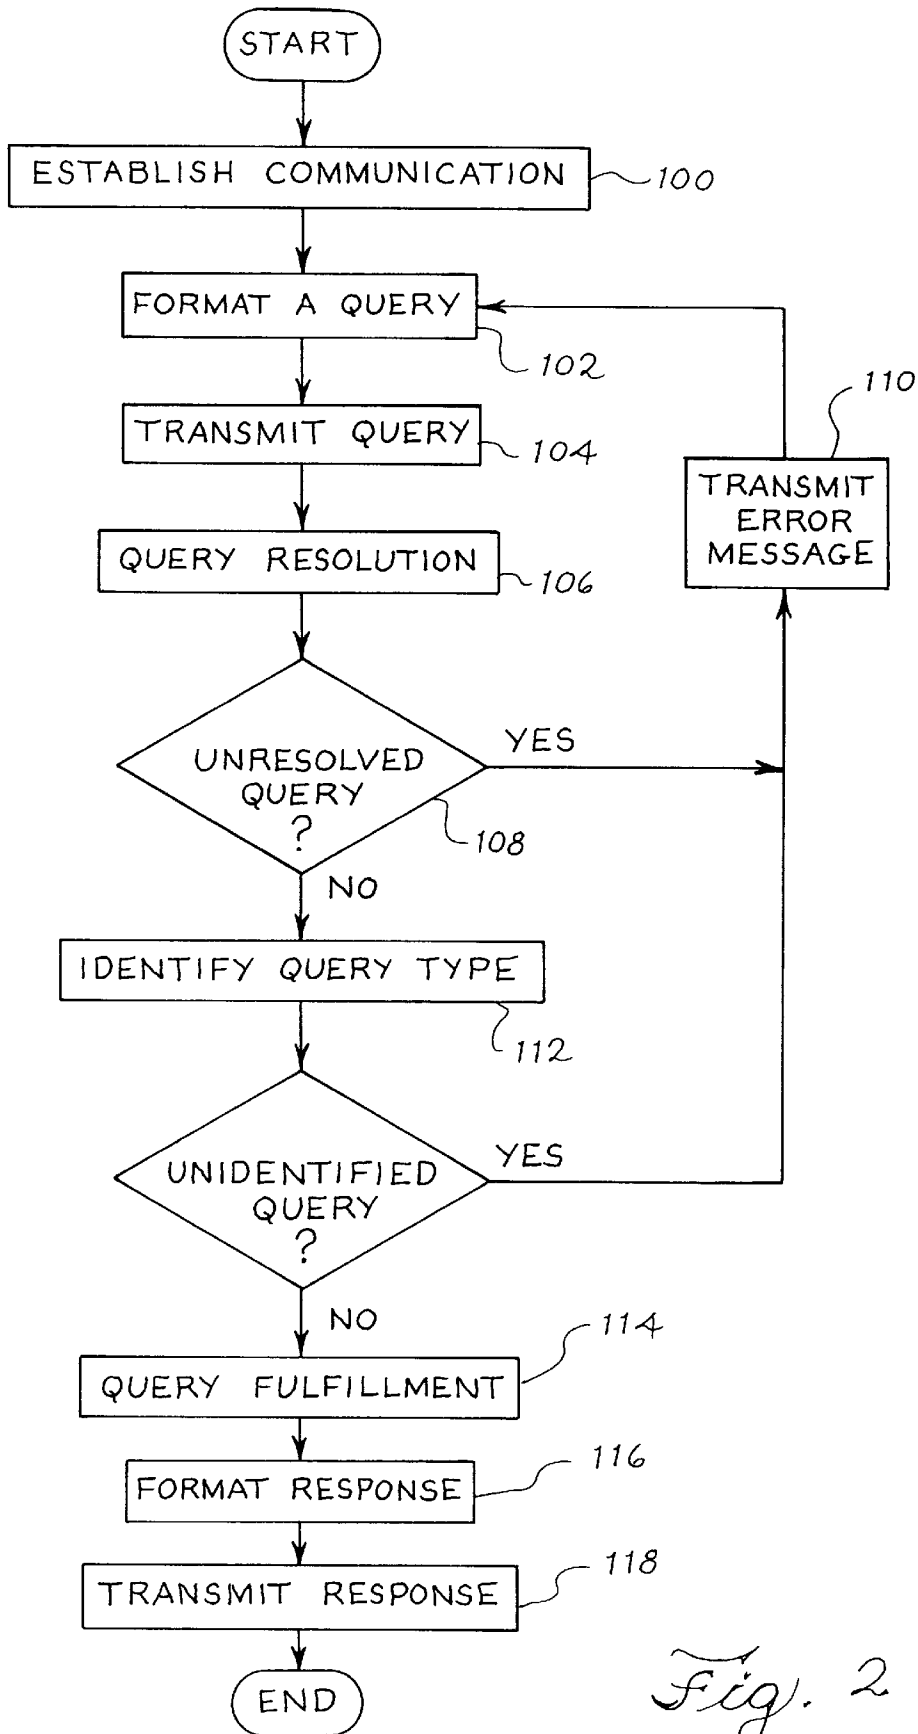 START
ESTABLISH COMMUNICATION
100
FORMAT A QUERY
102
TRANSMIT QUERY
104
110
TRANSMIT
ERROR
MESSAGE
QUERY RESOLUTION
106
YES
UNRESOLVED
QUERY
?
108
NO
IDENTIFY QUERY TYPE
112
YES
UNIDENTIFIED
QUERY
?
NO
114
QUERY FULFILLMENT
116
FORMAT RESPONSE
118
TRANSMIT RESPONSE
END
Fig. 2